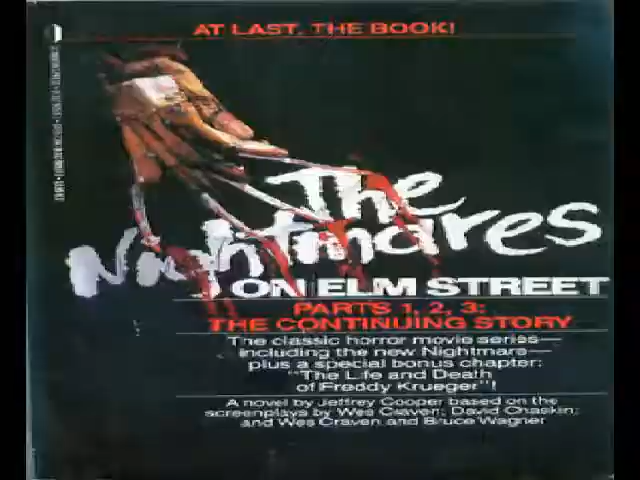 AT LAST, THE BOOK!
The
Nightmares
ON ELM STREET
PARTS 1, 2, 3:
THE CONTINUING STORY
The classic horror movie series—
including the new Nightmare—
plus a special bonus chapter:
"The Life and Death
of Freddy Krueger"!
A novel by Jeffrey Cooper based on the
screenplays by Wes Craven; David Chaskin;
and Wes Craven and Bruce Wagner